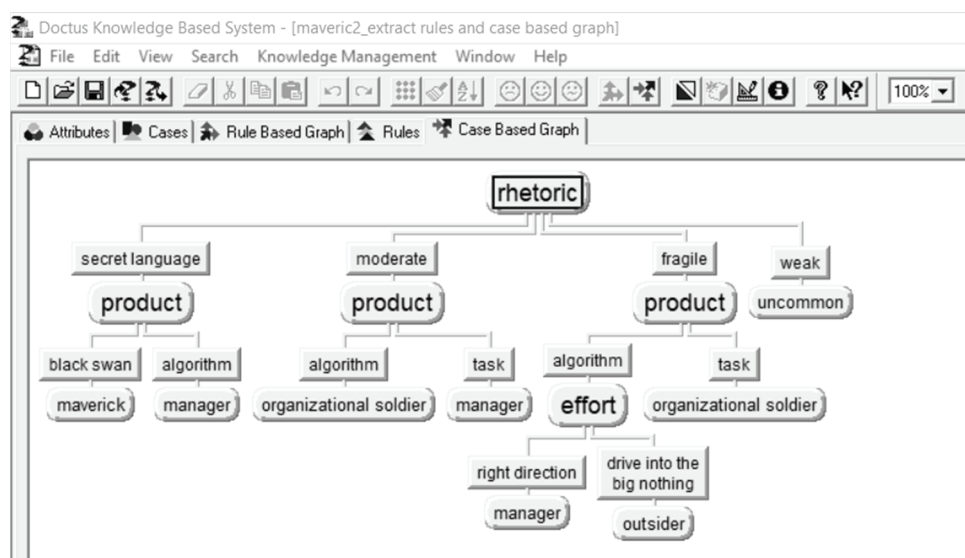 Doctus Knowledge Based System - [maveric2_extract rules and case based graph]
File Edit View Search Knowledge Management Window Help
100%
Attributes Cases Rule Based Graph Rules Case Based Graph
rhetoric
secret language moderate fragile weak
product product product uncommon
black swan algorithm algorithm task algorithm task
maverick manager organizational soldier manager effort organizational soldier
right direction drive into the
big nothing
manager outsider